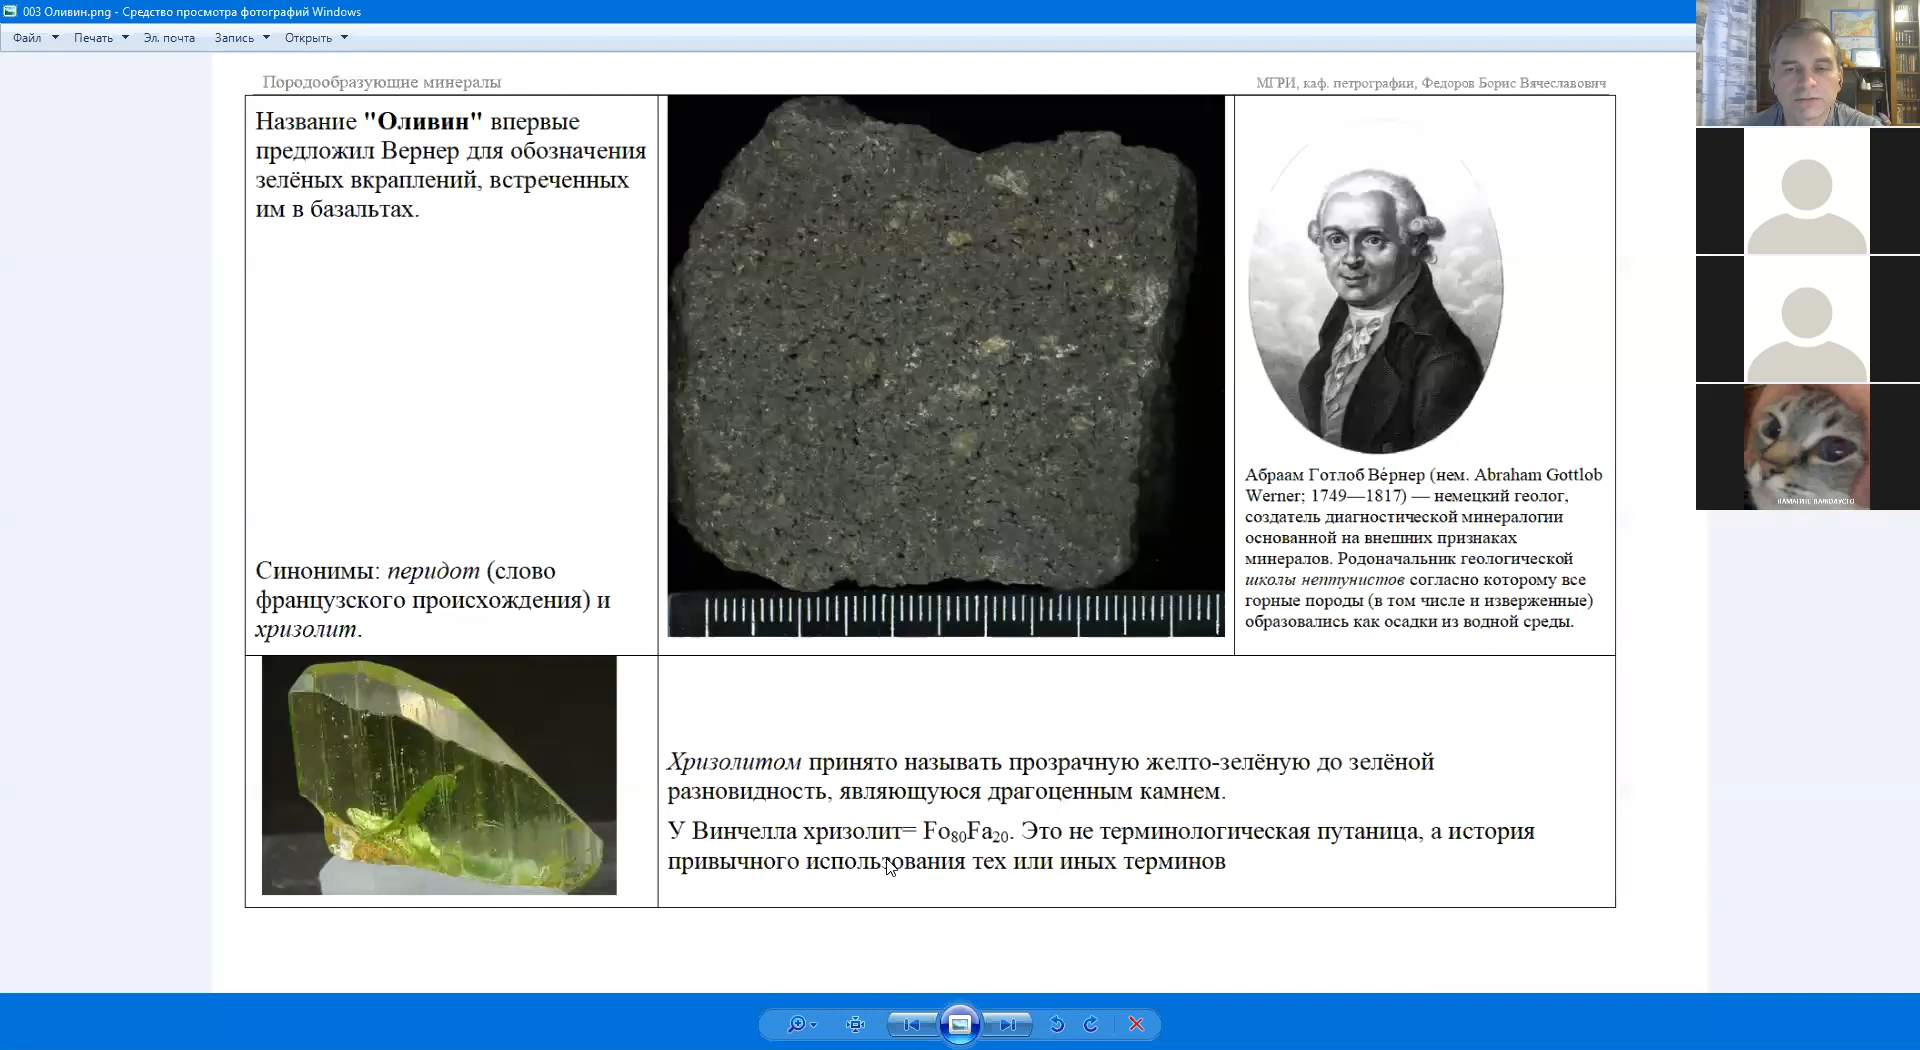 003 Оливин.png - Средство просмотра фотографий Windows
Файл Печать Эл. почта Запись Открыть
Породообразующие минералы
МГРИ, каф. петрографии, Федоров Борис Вячеславович
Название "Оливин" впервые
предложил Вернер для обозначения
зелёных вкраплений, встреченных
им в базальтах.
Синонимы: перидот (слово
французского происхождения) и
хризолит.
Абраам Готлоб Ве́рнер (нем. Abraham Gottlob
Werner; 1749—1817) — немецкий геолог,
создатель диагностической минералогии
основанной на внешних признаках
минералов. Родоначальник геологической
школы нептунистов согласно которому все
горные породы (в том числе и изверженные)
образовались как осадки из водной среды.
Хризолитом принято называть прозрачную желто-зелёную до зелёной
разновидность, являющуюся драгоценным камнем.
У Винчелла хризолит= Fo₈₀Fa₂₀. Это не терминологическая путаница, а история
привычного использования тех или иных терминов